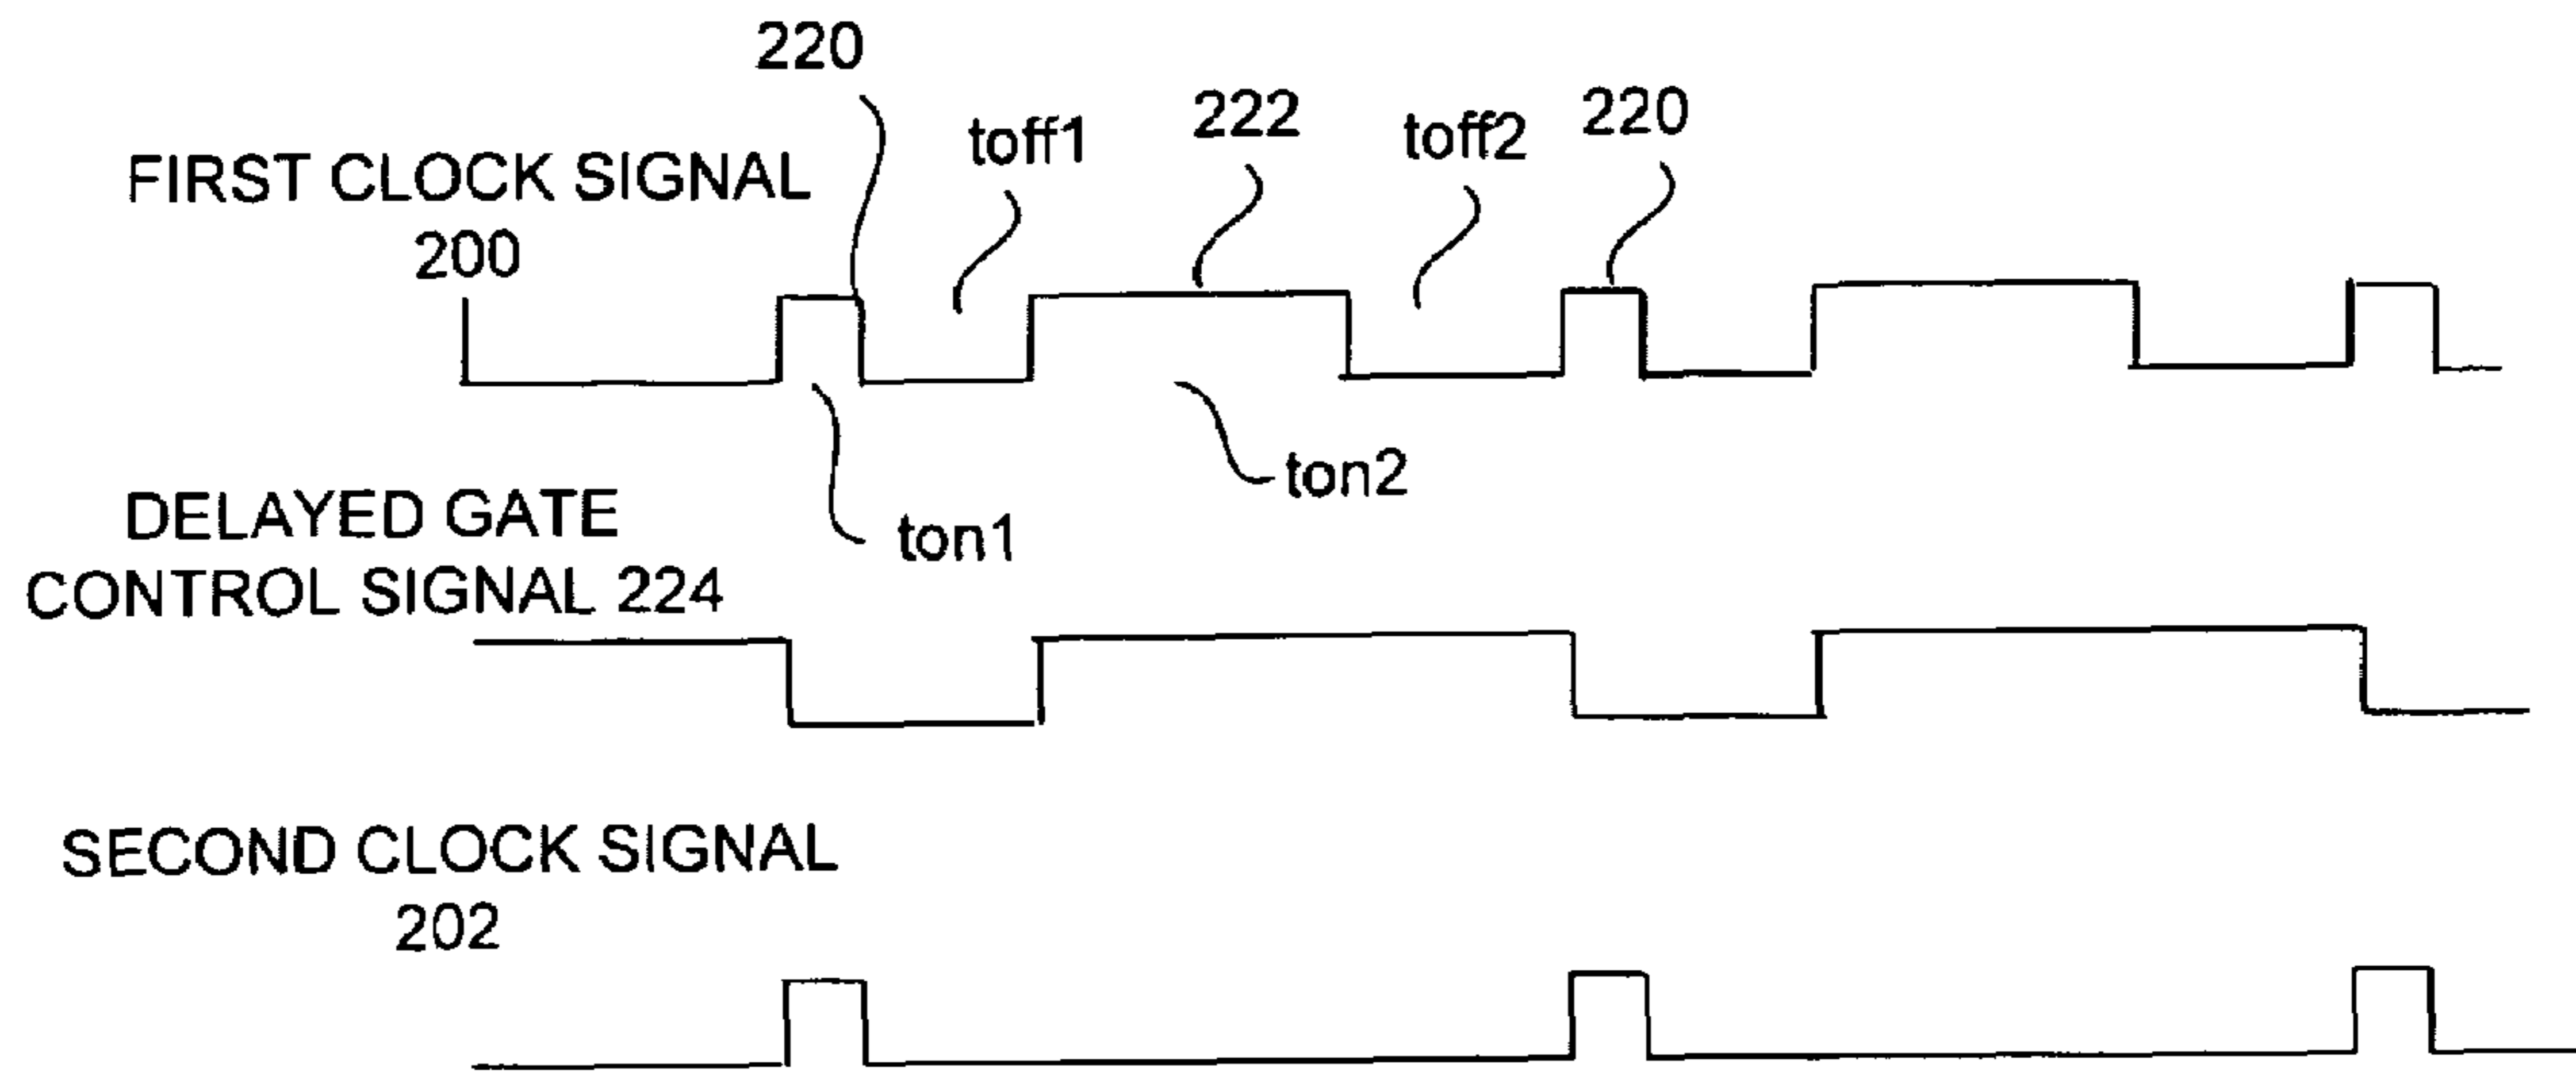 220
toff1
222
toff2
220
FIRST CLOCK SIGNAL
200
ton2
ton1
DELAYED GATE
CONTROL SIGNAL 224
SECOND CLOCK SIGNAL
202